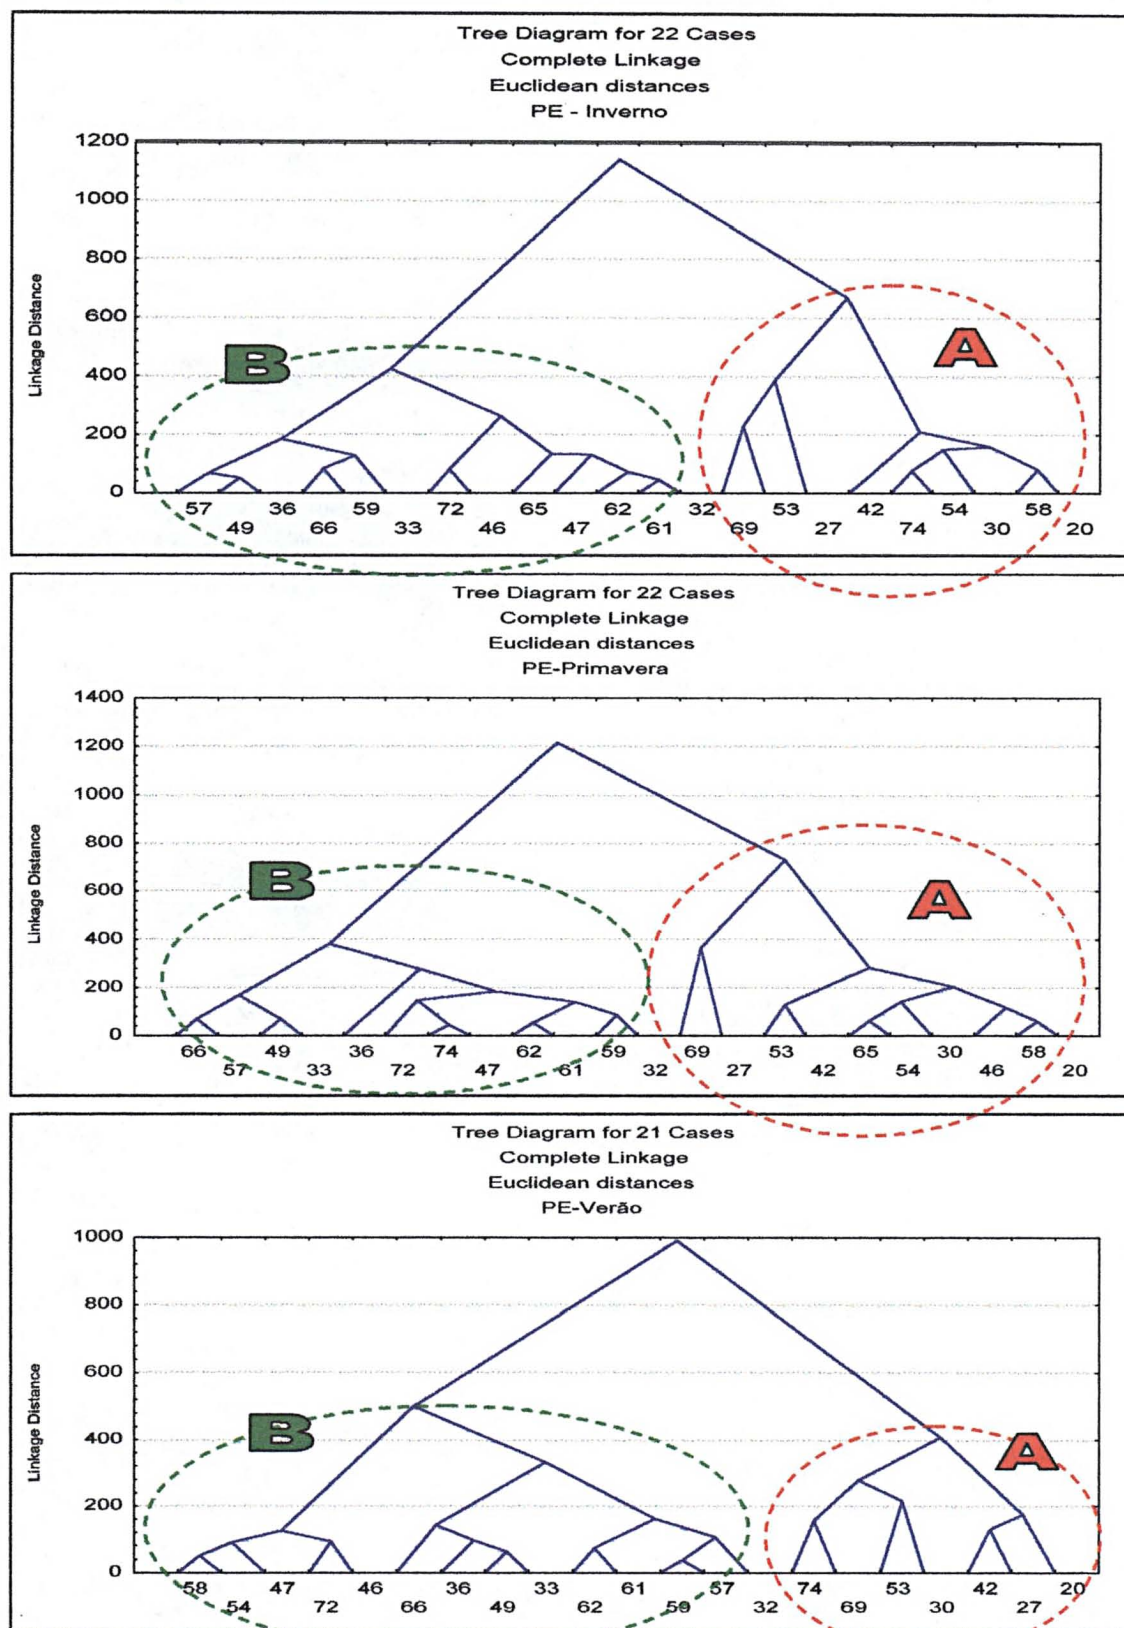 Tree Diagram for 22 Cases
Complete Linkage
Euclidean distances
PE - Inverno
Linkage Distance
1200
1000
800
600
400
200
0
B
A
57 36 59 72 65 62 32 53 42 54 58
49 66 33 46 47 61 69 27 74 30 20
Tree Diagram for 22 Cases
Complete Linkage
Euclidean distances
PE-Primavera
Linkage Distance
1400
1200
1000
800
600
400
200
0
B
A
66 49 36 74 62 59 69 53 65 30 58
57 33 72 47 61 32 27 42 54 46 20
Tree Diagram for 21 Cases
Complete Linkage
Euclidean distances
PE-Verão
Linkage Distance
1000
800
600
400
200
0
B
A
58 47 46 36 33 61 57 74 53 42 20
54 72 66 49 62 59 32 69 30 27